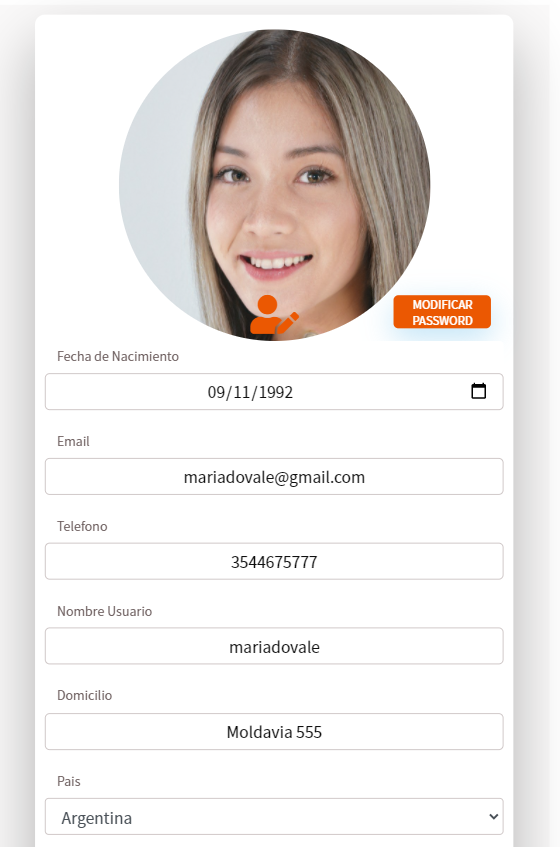 MODIFICAR
PASSWORD
Fecha de Nacimiento
09/11/1992
Email
mariadovale@gmail.com
Telefono
3544675777
Nombre Usuario
mariadovale
Domicilio
Moldavia 555
Pais
Argentina